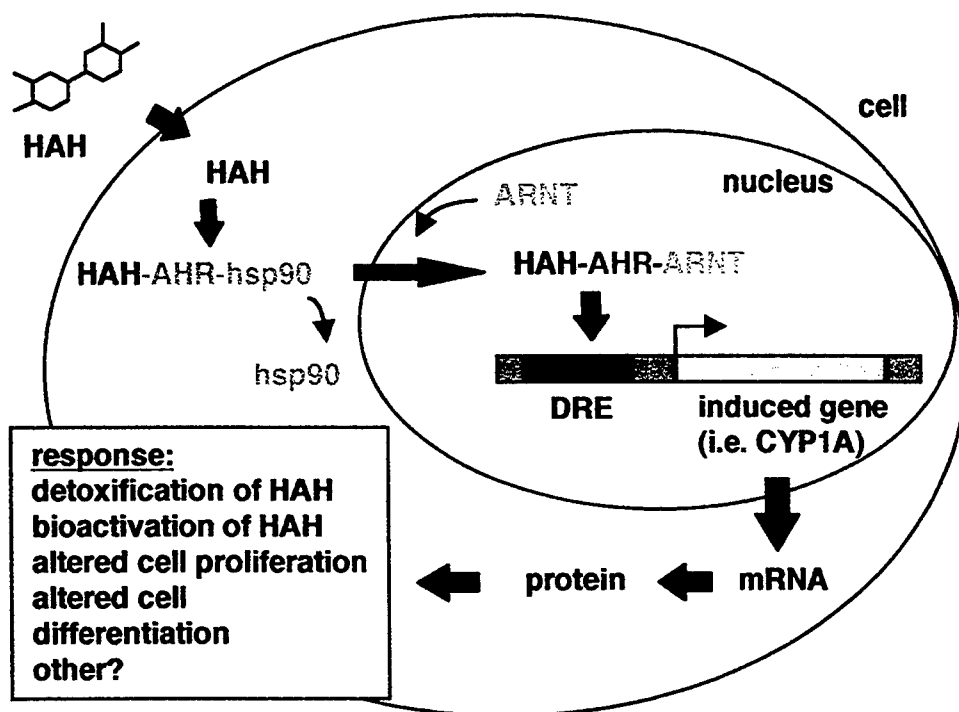 HAH
HAH
HAH-AHR-hsp90
hsp90
cell
nucleus
ARNT
HAH-AHR-ARNT
DRE
induced gene
(i.e. CYP1A)
mRNA
protein
response:
detoxification of HAH
bioactivation of HAH
altered cell proliferation
altered cell
differentiation
other?